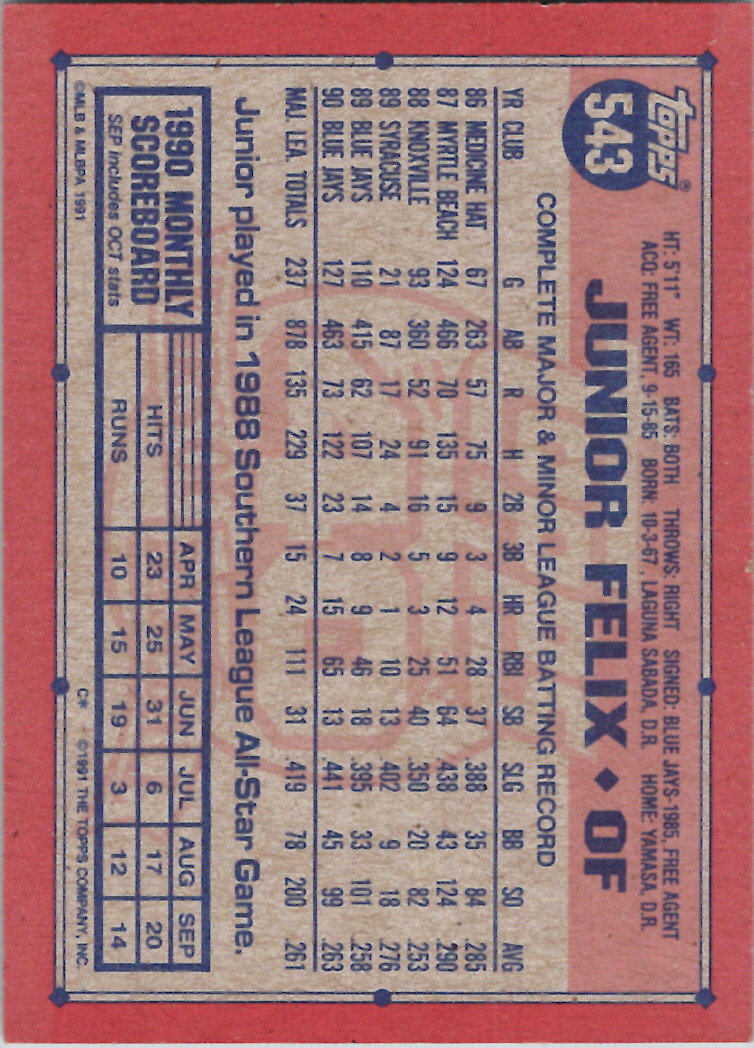 topps®
543
HT: 5'11" WT: 165 BATS: BOTH THROWS: RIGHT SIGNED: BLUE JAYS-1985, FREE AGENT
ACQ: FREE AGENT, 9-15-85 BORN: 10-3-67, LAGUNA SABADA, D.R. HOME: YAMASA, D.R.
JUNIOR FELIX ◆ OF
COMPLETE MAJOR & MINOR LEAGUE BATTING RECORD
YR CLUB G AB R H 2B 3B HR RBI SB SLG BB SO AVG
86 MEDICINE HAT 67 263 57 75 9 3 4 28 37 .388 35 84 .285
87 MYRTLE BEACH 124 466 70 135 15 9 12 51 64 .438 43 124 .290
88 KNOXVILLE 93 360 52 91 16 5 3 25 40 .350 20 82 .253
89 SYRACUSE 21 87 17 24 4 2 1 10 13 .402 9 18 .276
89 BLUE JAYS 110 415 62 107 14 8 9 46 18 .395 33 101 .258
90 BLUE JAYS 127 463 73 122 23 7 15 65 13 .441 45 99 .263
MAJ. LEA. TOTALS 237 878 135 229 37 15 24 111 31 .419 78 200 .261
Junior played in 1988 Southern League All-Star Game.
1990 MONTHLY
SCOREBOARD
SEP includes OCT stats
APR MAY JUN JUL AUG SEP
HITS 23 25 31 6 17 20
RUNS 10 15 19 3 12 14
©MLB & MLBPA 1991
C* ©1991 THE TOPPS COMPANY, INC.